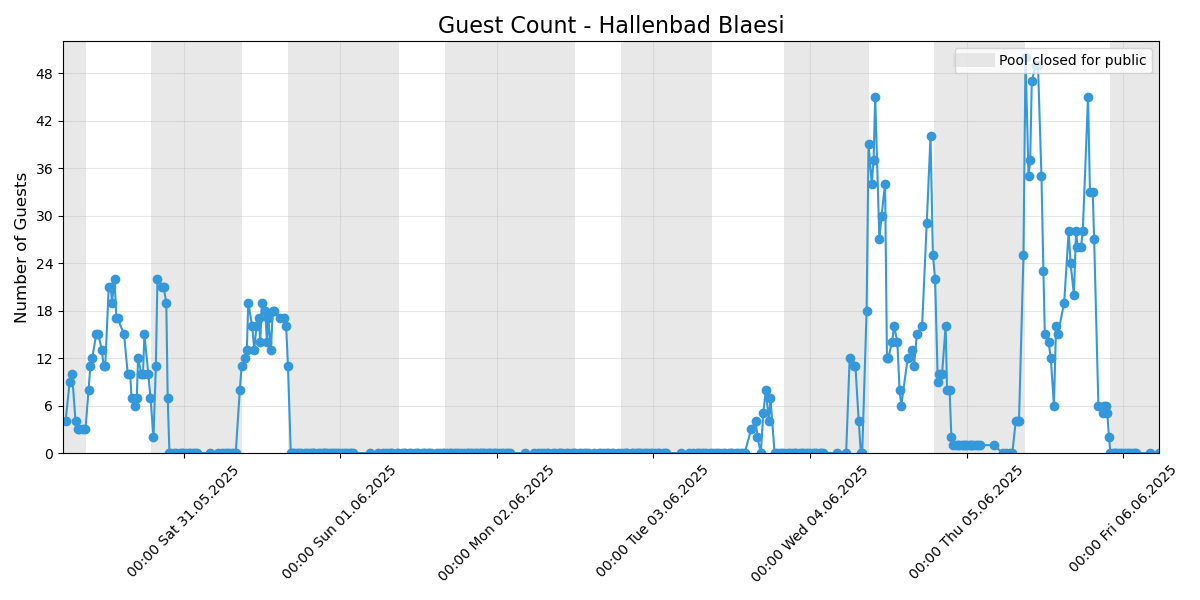 Guest Count - Hallenbad Blaesi
Pool closed for public
Number of Guests
48
42
36
30
24
18
12
6
0
00:00 Sat 31.05.2025
00:00 Sun 01.06.2025
00:00 Mon 02.06.2025
00:00 Tue 03.06.2025
00:00 Wed 04.06.2025
00:00 Thu 05.06.2025
00:00 Fri 06.06.2025